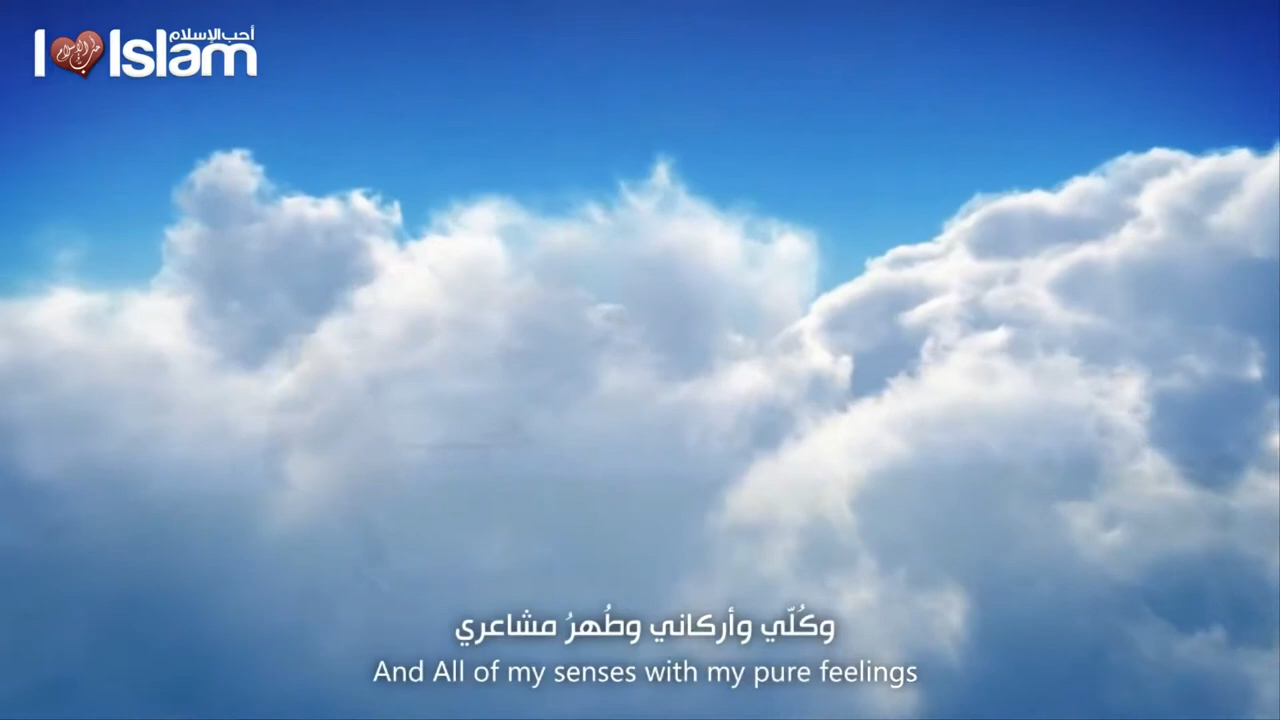 أحب الإسلام
I Islam
وكُلّي وأركاني وطُهرُ مشاعري
And All of my senses with my pure feelings